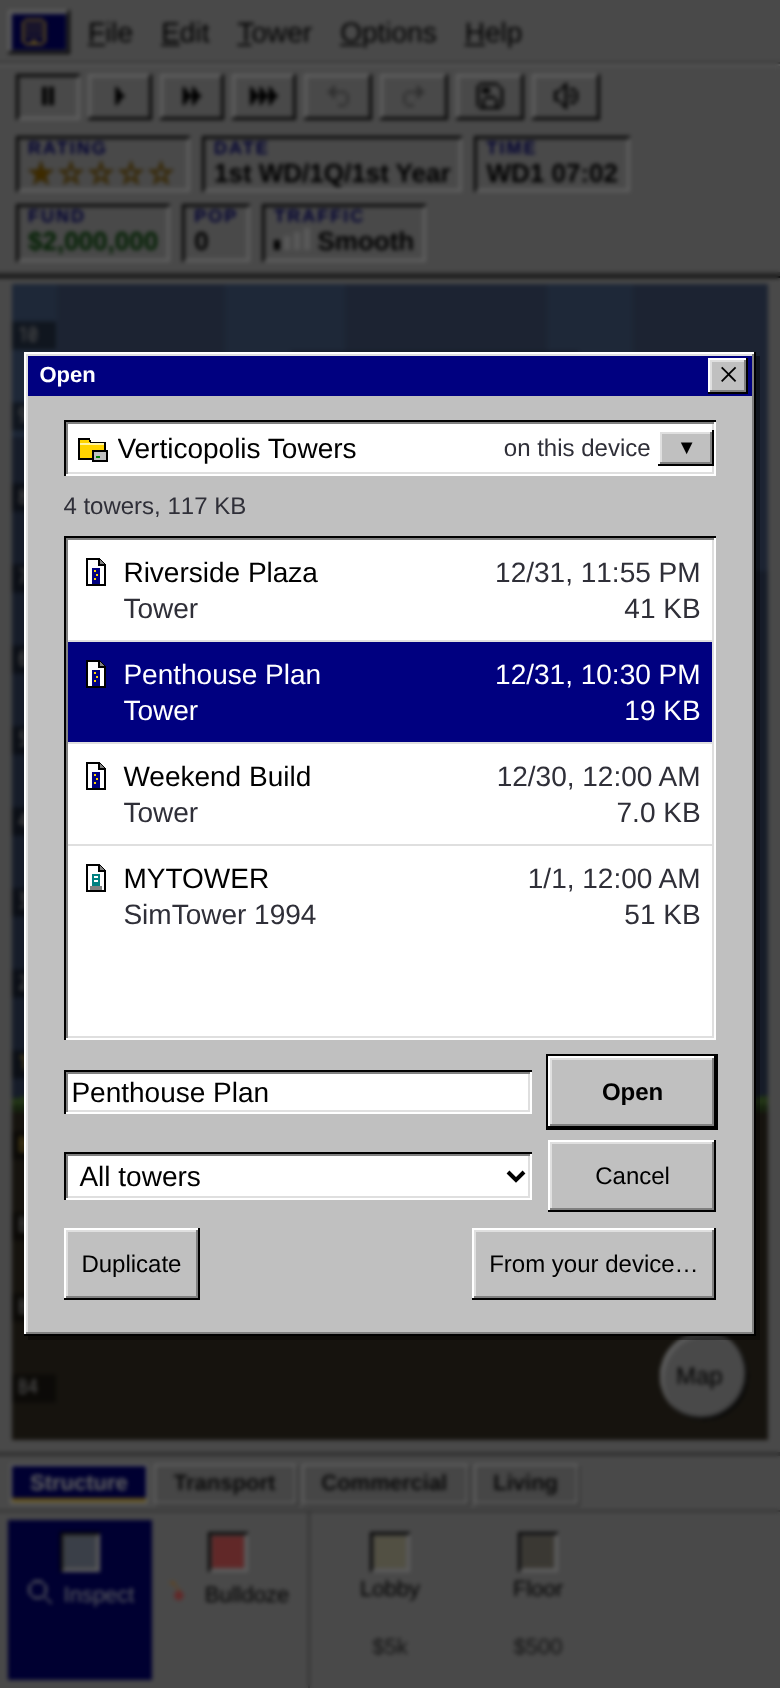 File Edit Tower Options Help
RATING DATE TIME
1st WD/1Q/1st Year WD1 07:02
FUND POP TRAFFIC
$2,000,000 0 Smooth
10
Open
Verticopolis Towers on this device
4 towers, 117 KB
Riverside Plaza 12/31, 11:55 PM
Tower 41 KB
Penthouse Plan 12/31, 10:30 PM
Tower 19 KB
Weekend Build 12/30, 12:00 AM
Tower 7.0 KB
MYTOWER 1/1, 12:00 AM
SimTower 1994 51 KB
Penthouse Plan Open
All towers Cancel
Duplicate From your device…
Map
Structure Transport Commercial Living
Inspect Bulldoze Lobby Floor
$5k $500